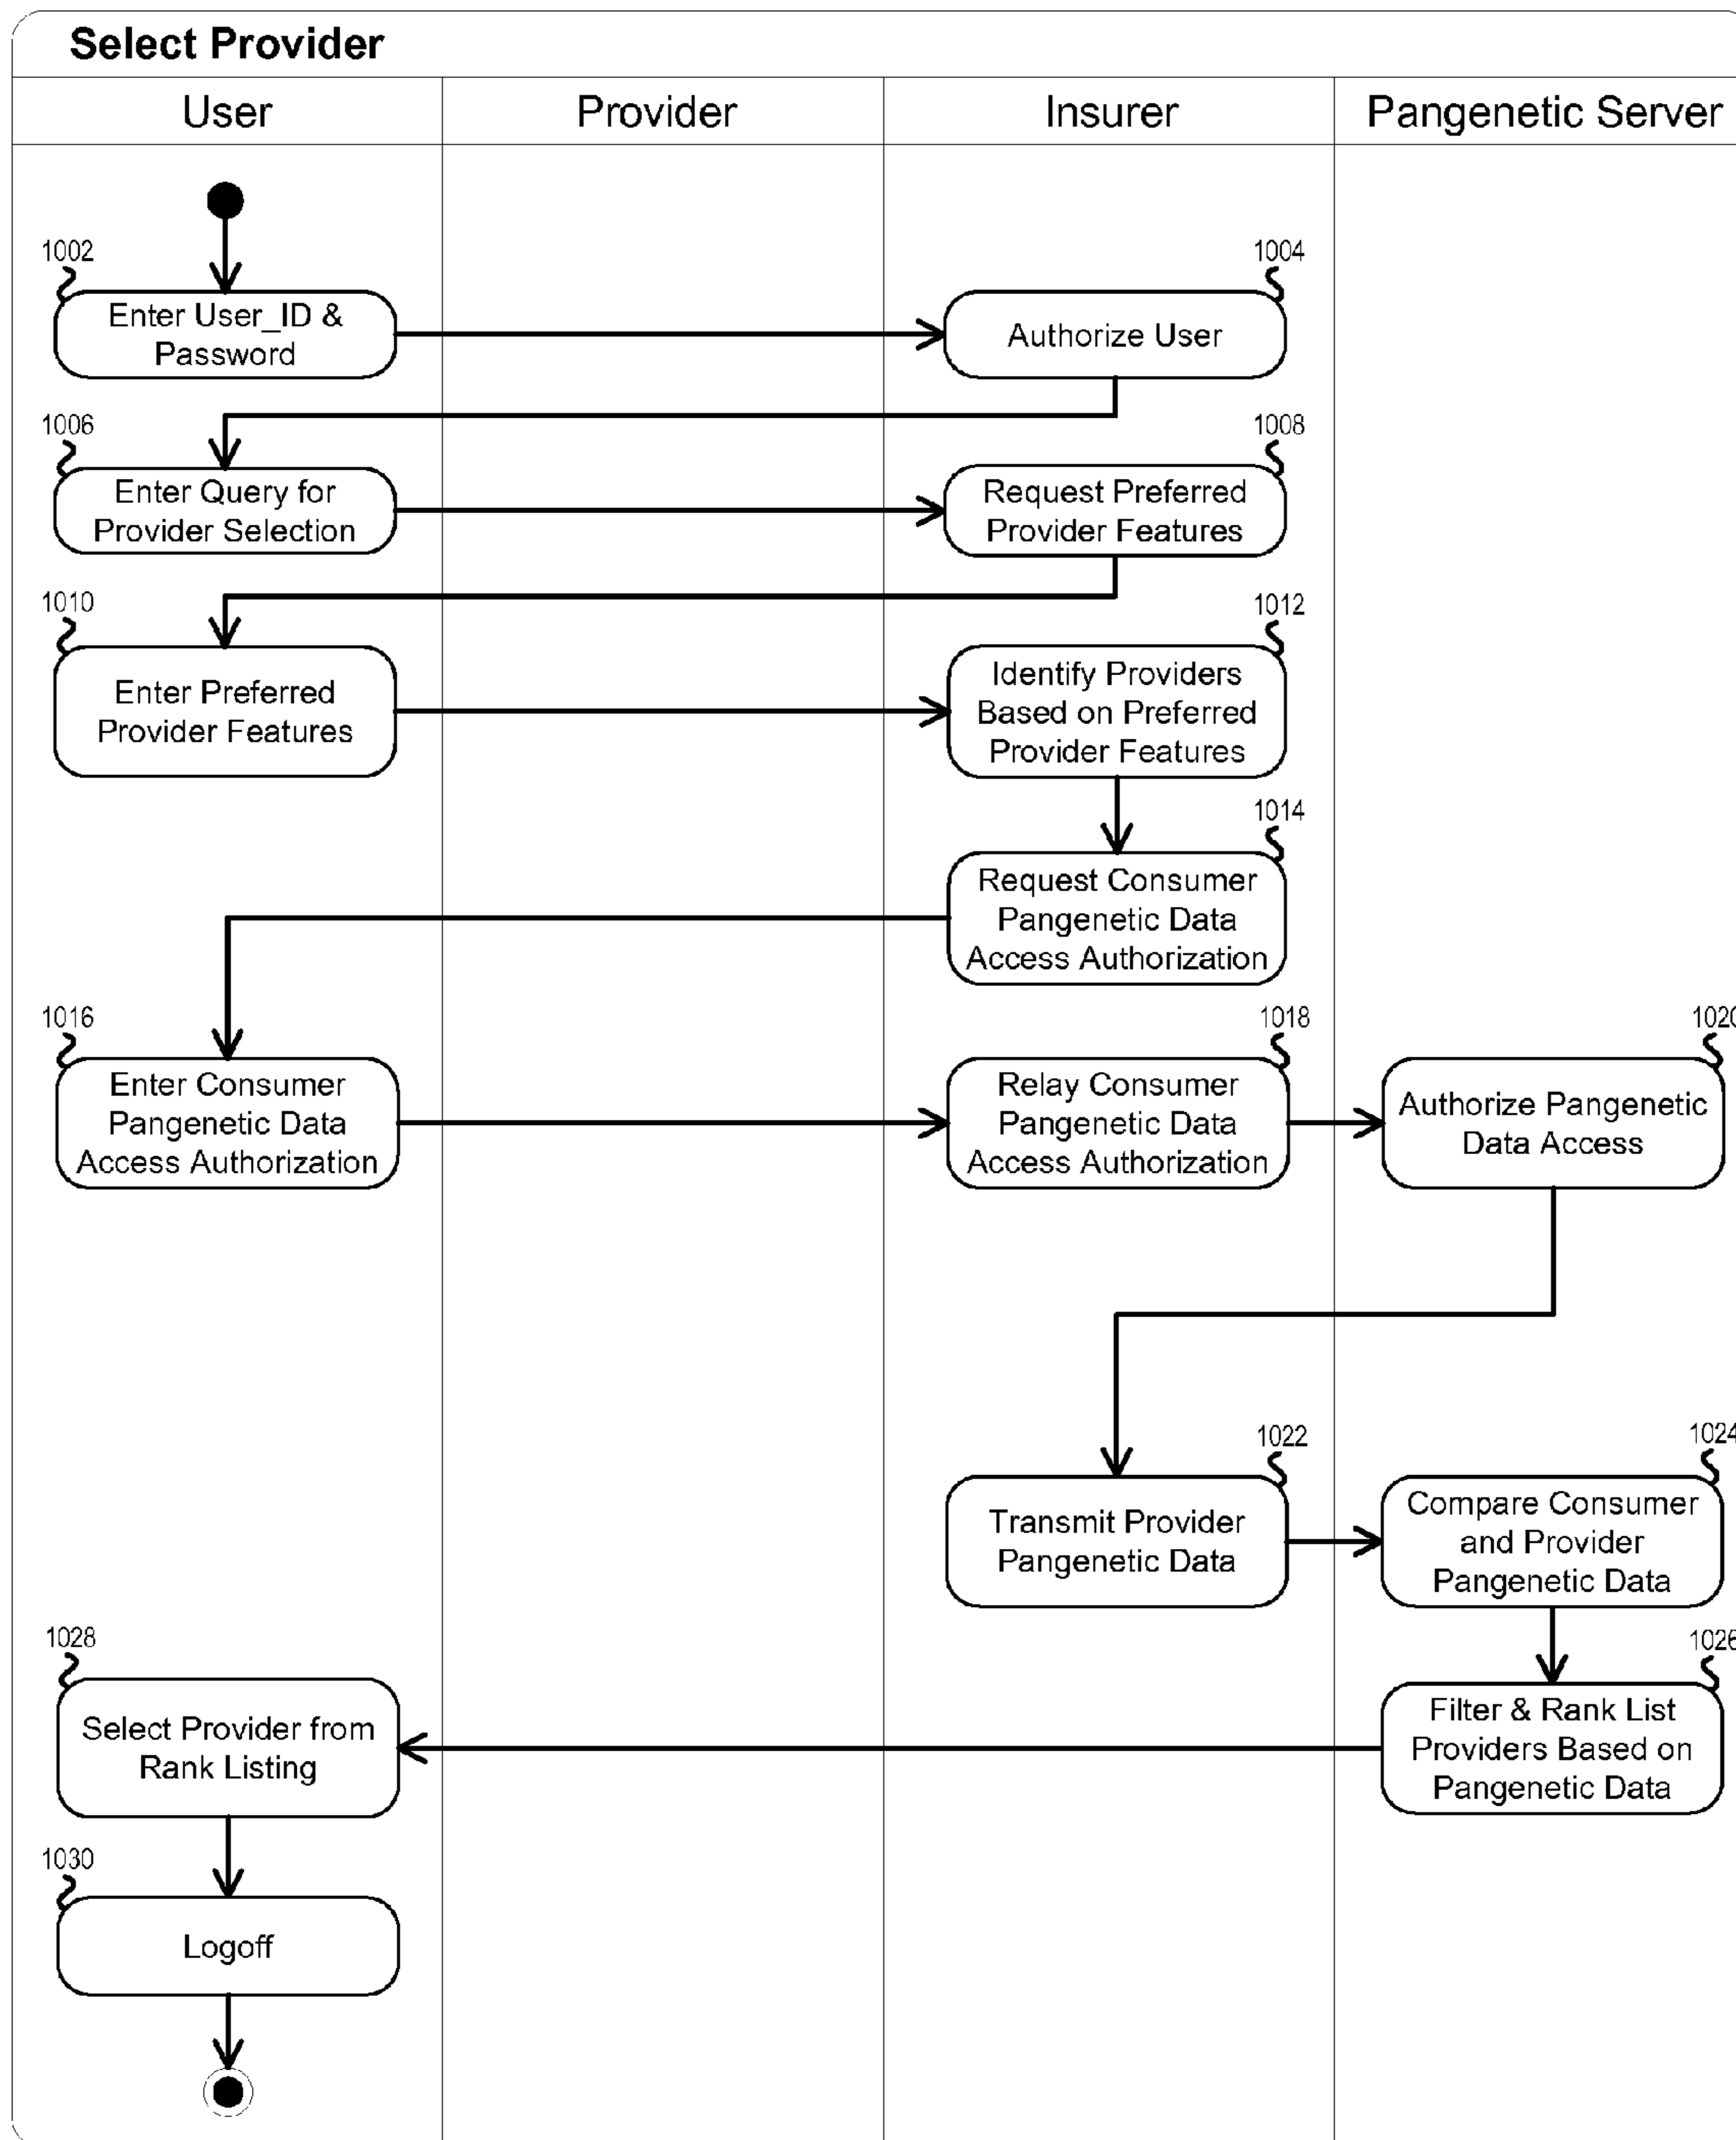 Select Provider
User
Provider
Insurer
Pangenetic Server
1002
Enter User_ID &
Password
1004
Authorize User
1006
Enter Query for
Provider Selection
1008
Request Preferred
Provider Features
1010
Enter Preferred
Provider Features
1012
Identify Providers
Based on Preferred
Provider Features
1014
Request Consumer
Pangenetic Data
Access Authorization
1016
Enter Consumer
Pangenetic Data
Access Authorization
1018
Relay Consumer
Pangenetic Data
Access Authorization
1020
Authorize Pangenetic
Data Access
1022
Transmit Provider
Pangenetic Data
1024
Compare Consumer
and Provider
Pangenetic Data
1026
Filter & Rank List
Providers Based on
Pangenetic Data
1028
Select Provider from
Rank Listing
1030
Logoff